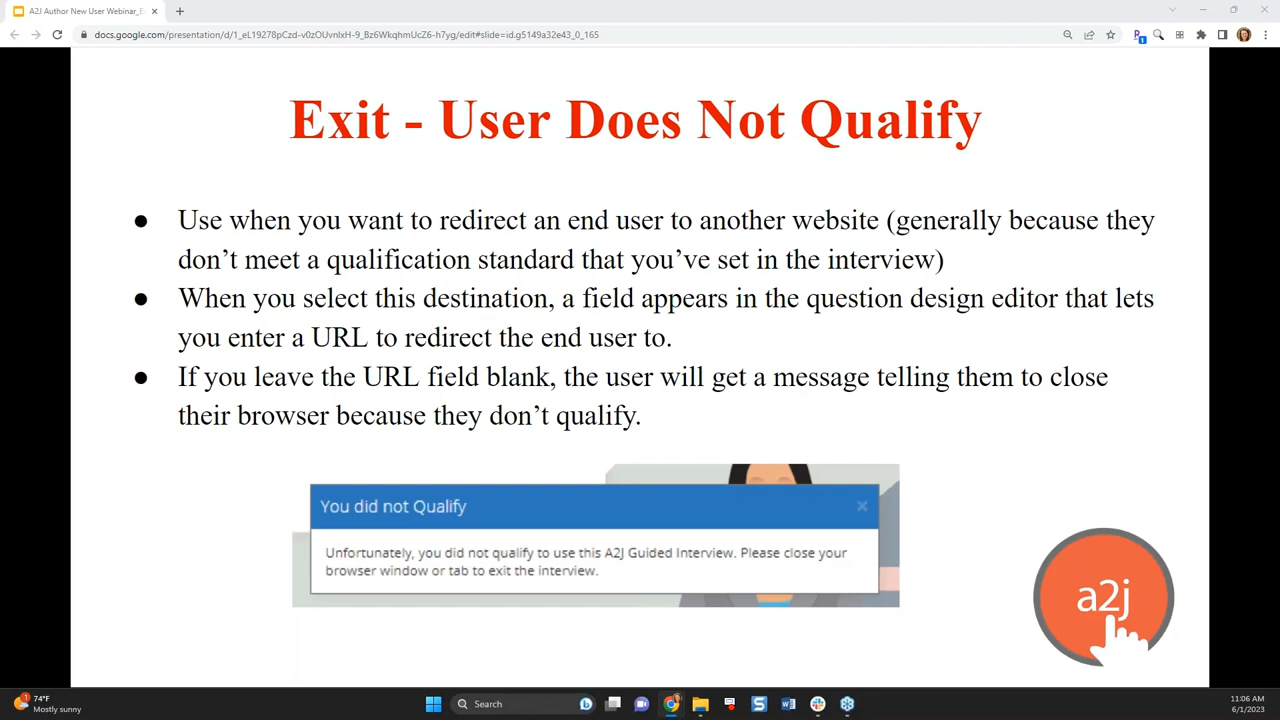 A2J Author New User Webinar_E
docs.google.com/presentation/d/1_eL19278pCzd-v0zOUvnIxH-9_Bz6WkqhmUcZ6-h7yg/edit#slide=id.g5149a32e43_0_165
Exit - User Does Not Qualify
● Use when you want to redirect an end user to another website (generally because they
don’t meet a qualification standard that you’ve set in the interview)
● When you select this destination, a field appears in the question design editor that lets
you enter a URL to redirect the end user to.
● If you leave the URL field blank, the user will get a message telling them to close
their browser because they don’t qualify.
You did not Qualify
Unfortunately, you did not qualify to use this A2J Guided Interview. Please close your
browser window or tab to exit the interview.
a2j
1
74°F
Mostly sunny
Search
11:06 AM
6/1/2023